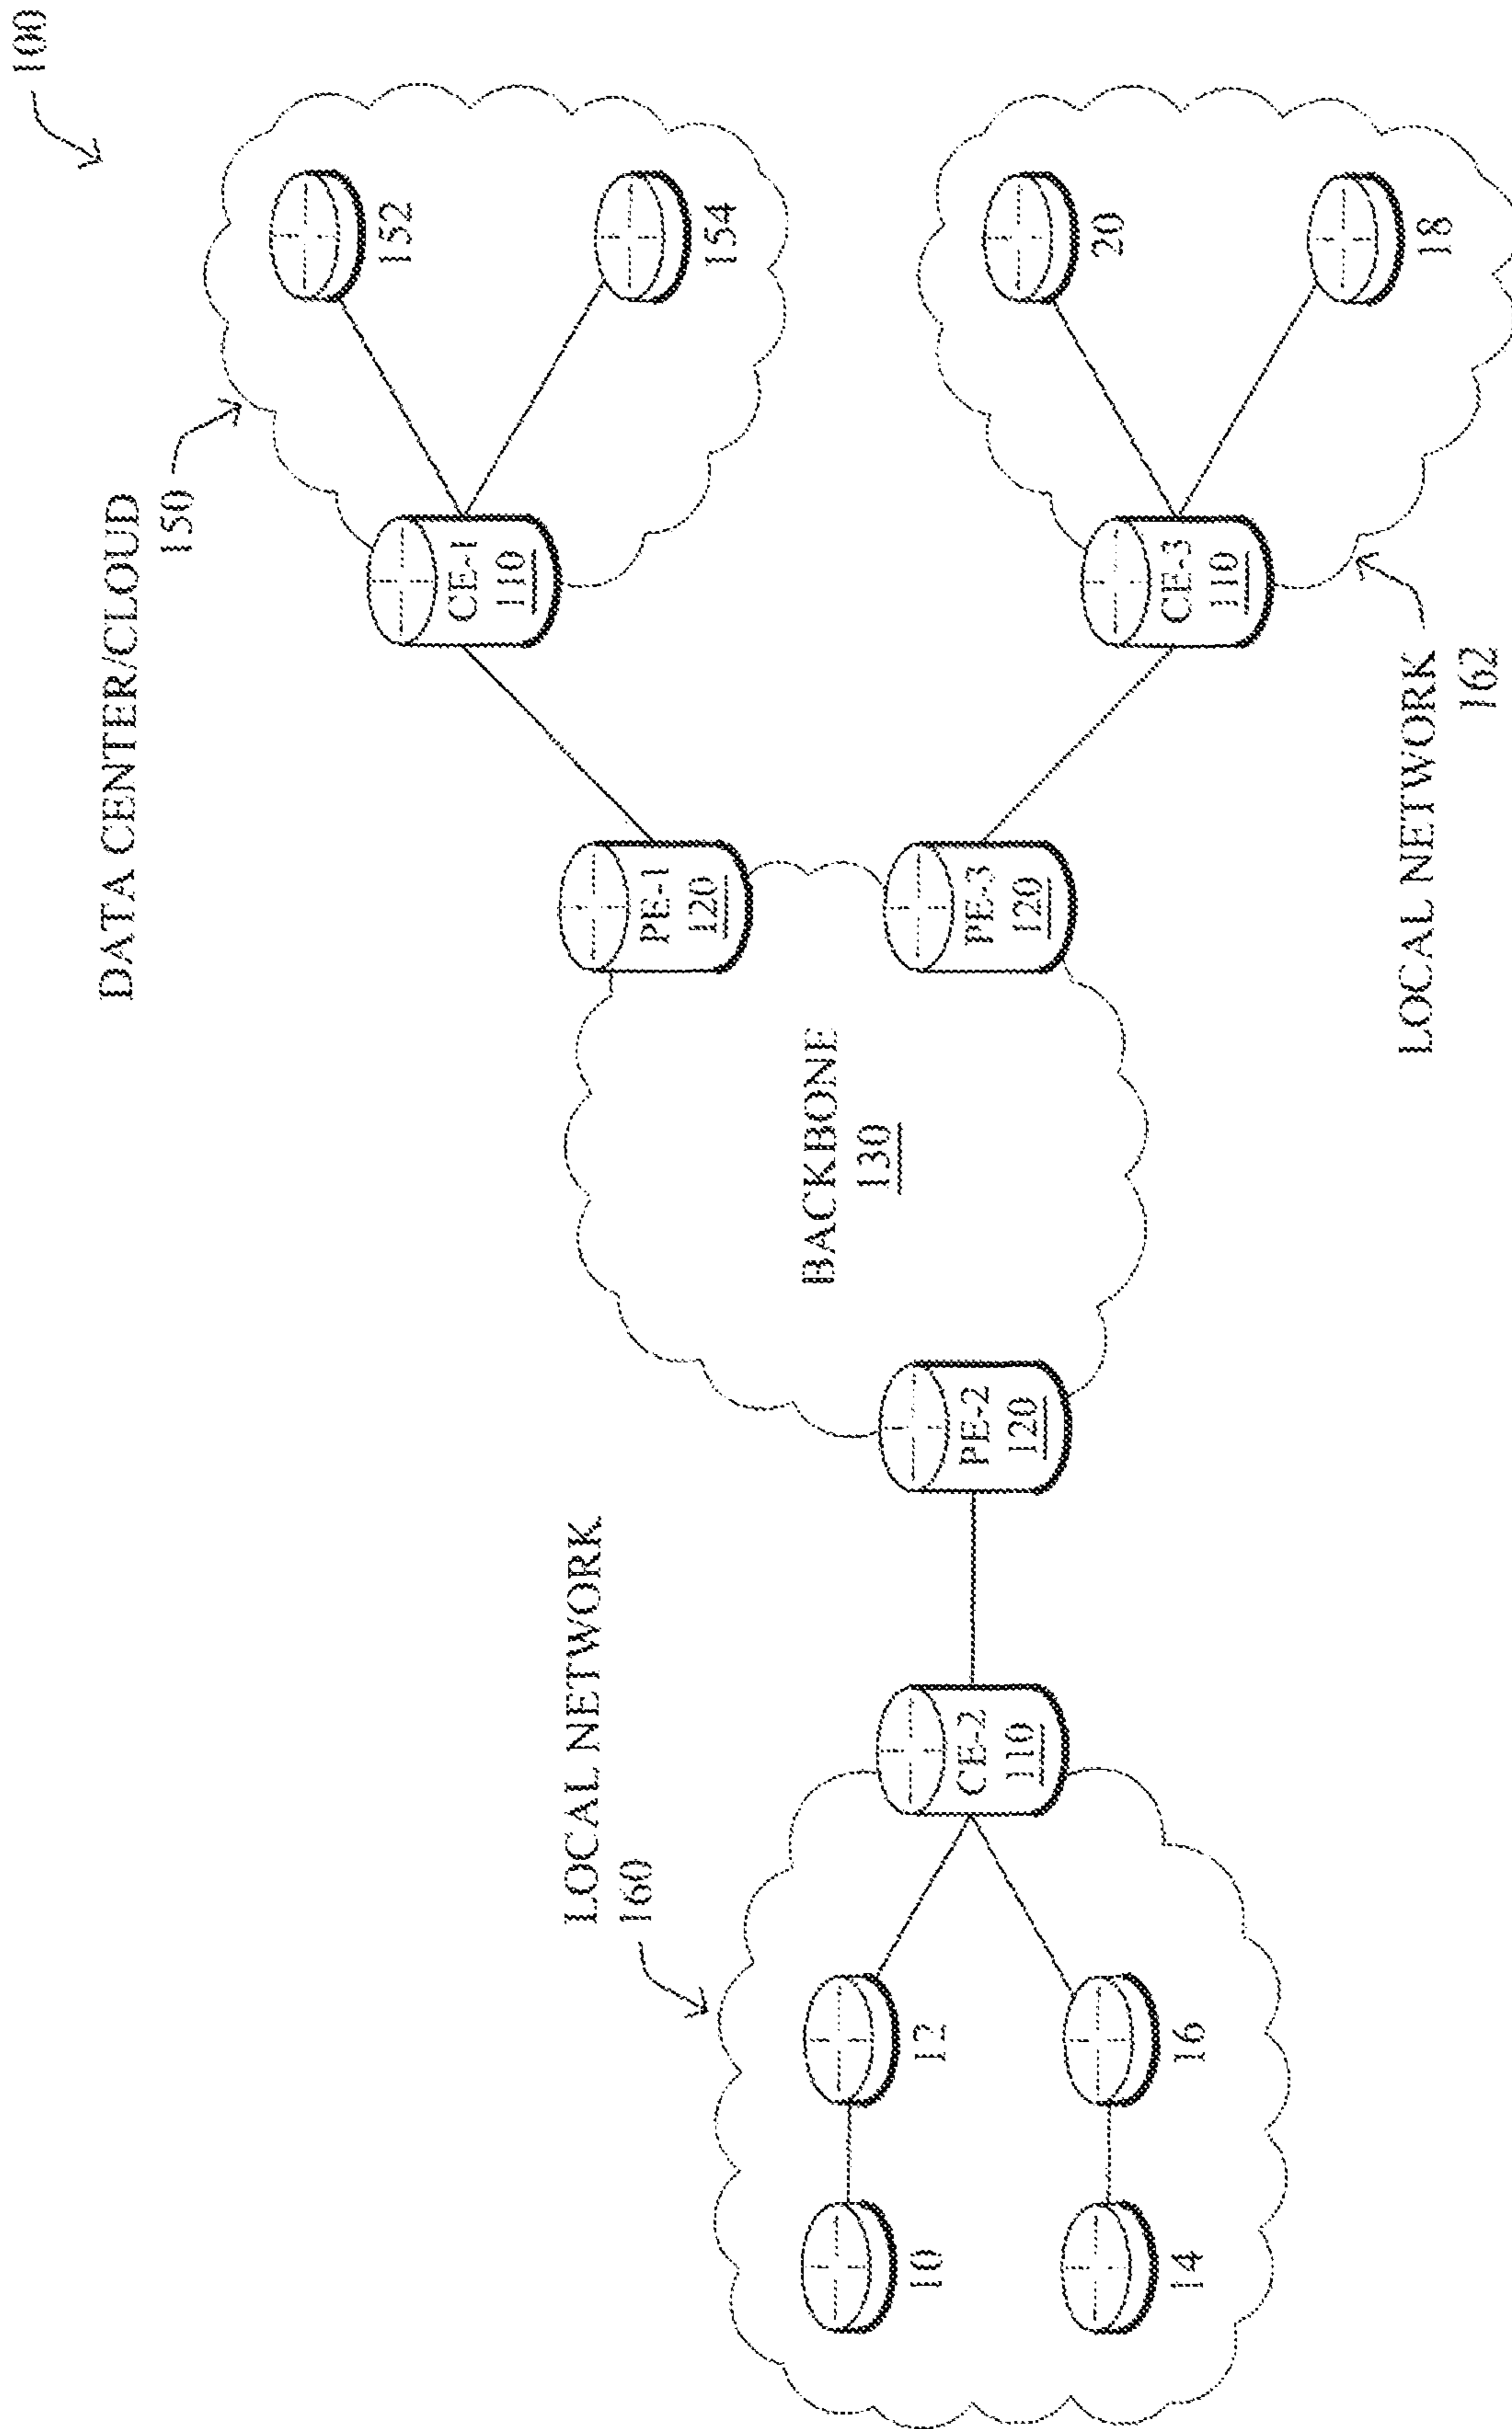 100
DATA CENTER/CLOUD
150
152
154
CE-1
110
PE-1
120
BACKBONE
130
PE-3
120
CE-3
110
20
18
LOCAL NETWORK
162
PE-2
120
LOCAL NETWORK
160
CE-2
110
12
16
10
14